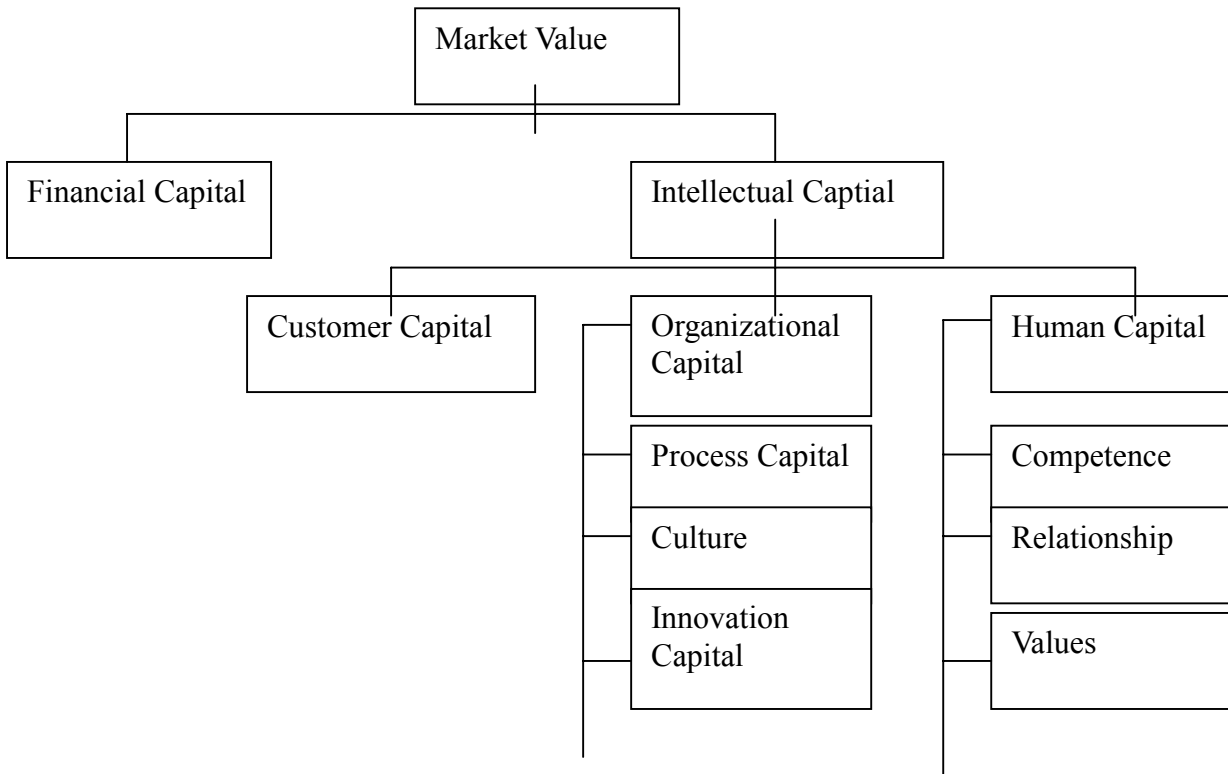 Market Value
Financial Capital
Intellectual Captial
Customer Capital
Organizational
Capital
Human Capital
Process Capital
Competence
Culture
Relationship
Innovation
Capital
Values